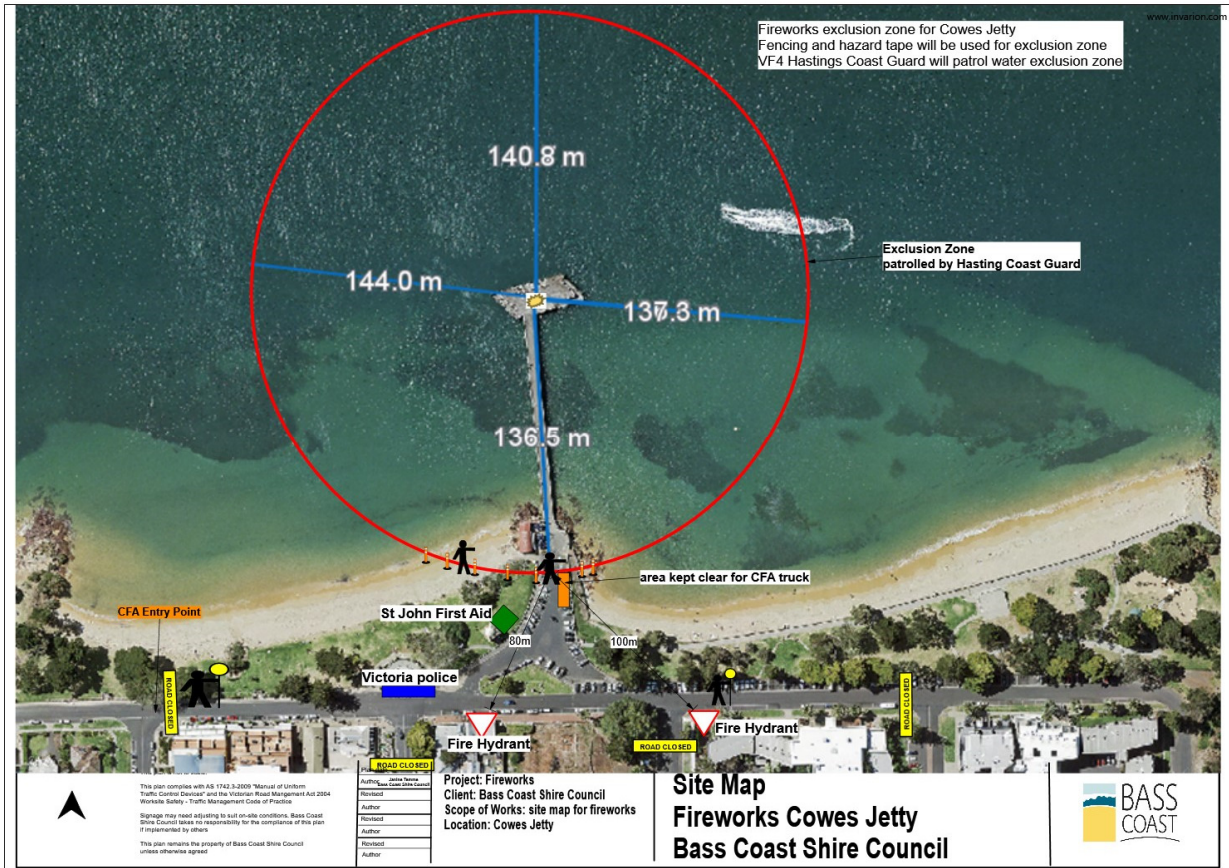 www.invarion.com
Fireworks exclusion zone for Cowes Jetty
Fencing and hazard tape will be used for exclusion zone
VF4 Hastings Coast Guard will patrol water exclusion zone
140.8 m
Exclusion Zone
patrolled by Hasting Coast Guard
144.0 m
136.5 m
area kept clear for CFA truck
CFA Entry Point
St John First Aid
80m
100m
Victoria police
ROAD CLOSED
ROAD CLOSED
Fire Hydrant
Fire Hydrant
ROAD CLOSED
ROAD CLOSED
This plan complies with AS 1742.3-2009 "Manual of Uniform
Traffic Control Devices" and the Victorian Road Mangement Act 2004
Worksite Safety - Traffic Management Code of Practice
Signage may need adjusting to suit on-site conditions. Bass Coast
Shire Council takes no responsibility for the compliance of this plan
if implemented by others
This plan remains the property of Bass Coast Shire Council
unless otherwise agreed
Author
Bass Coast Shire Council
Revised
Author
Revised
Author
Revised
Author
Project: Fireworks
Client: Bass Coast Shire Council
Scope of Works: site map for fireworks
Location: Cowes Jetty
Site Map
Fireworks Cowes Jetty
Bass Coast Shire Council
BASS
COAST